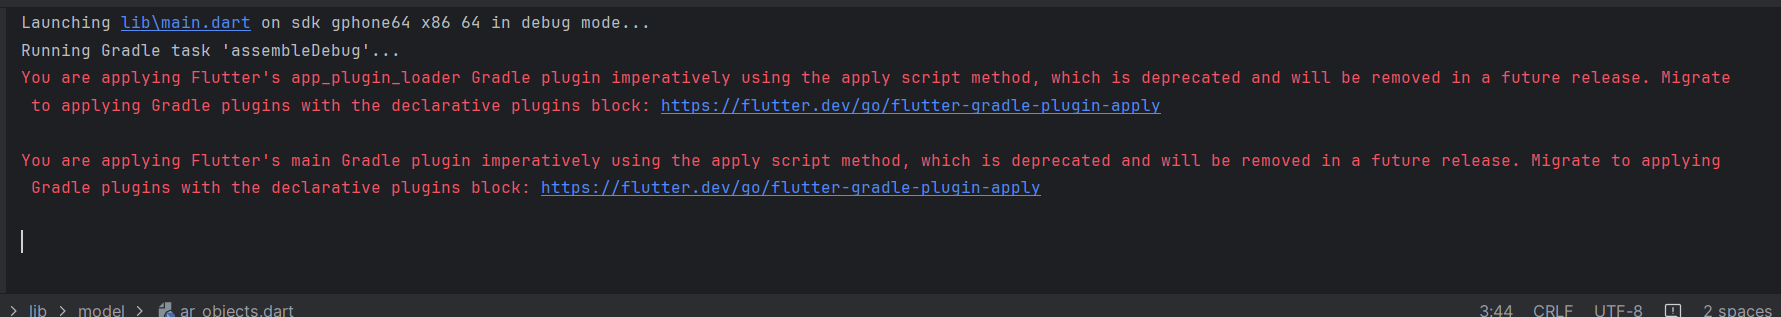 Launching lib\main.dart on sdk gphone64 x86 64 in debug mode...
Running Gradle task 'assembleDebug'...
You are applying Flutter's app_plugin_loader Gradle plugin imperatively using the apply script method, which is deprecated and will be removed in a future release. Migrate
to applying Gradle plugins with the declarative plugins block: https://flutter.dev/go/flutter-gradle-plugin-apply
You are applying Flutter's main Gradle plugin imperatively using the apply script method, which is deprecated and will be removed in a future release. Migrate to applying
Gradle plugins with the declarative plugins block: https://flutter.dev/go/flutter-gradle-plugin-apply
> lib > model > ar_objects.dart 3:44 CRLF UTF-8 2 spaces